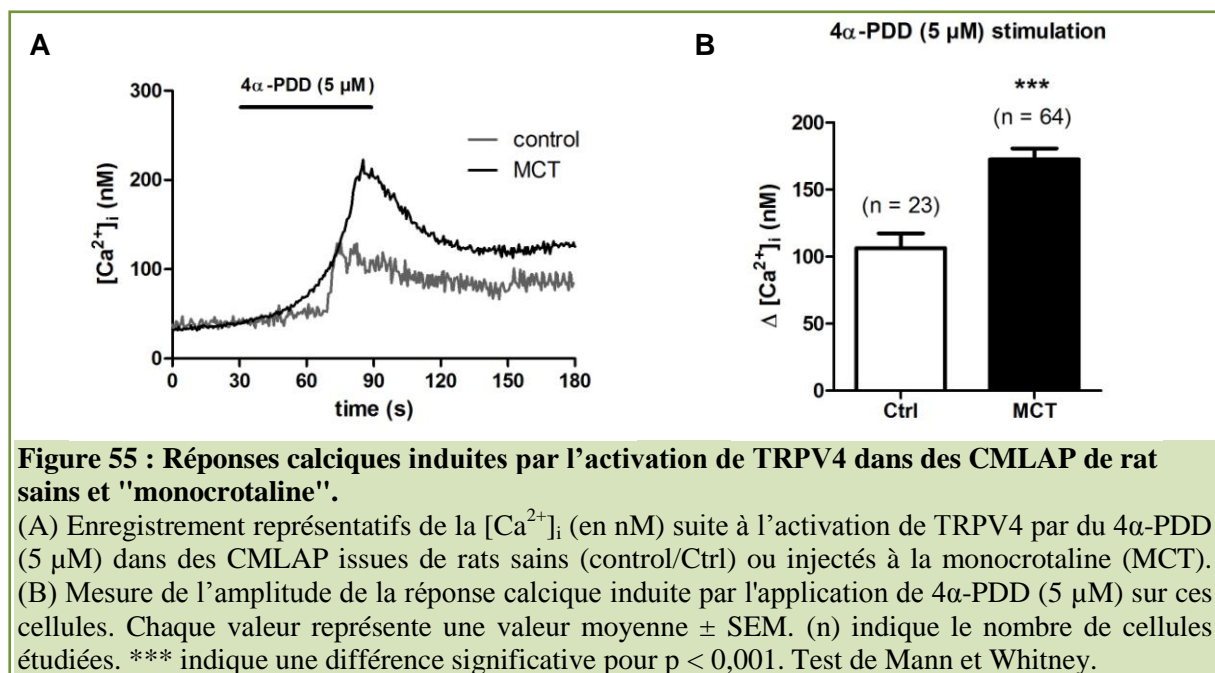 A
4α-PDD (5 µM)
300
200
100
0
[Ca²⁺]ᵢ (nM)
control
MCT
0 30 60 90 120 150 180
time (s)
B
4α-PDD (5 µM) stimulation
***
(n = 64)
(n = 23)
200
150
100
50
0
Δ [Ca²⁺]ᵢ (nM)
Ctrl MCT
Figure 55 : Réponses calciques induites par l’activation de TRPV4 dans des CMLAP de rat
sains et "monocrotaline".
(A) Enregistrement représentatifs de la [Ca²⁺]ᵢ (en nM) suite à l’activation de TRPV4 par du 4α-PDD
(5 µM) dans des CMLAP issues de rats sains (control/Ctrl) ou injectés à la monocrotaline (MCT).
(B) Mesure de l’amplitude de la réponse calcique induite par l'application de 4α-PDD (5 µM) sur ces
cellules. Chaque valeur représente une valeur moyenne ± SEM. (n) indique le nombre de cellules
étudiées. *** indique une différence significative pour p < 0,001. Test de Mann et Whitney.